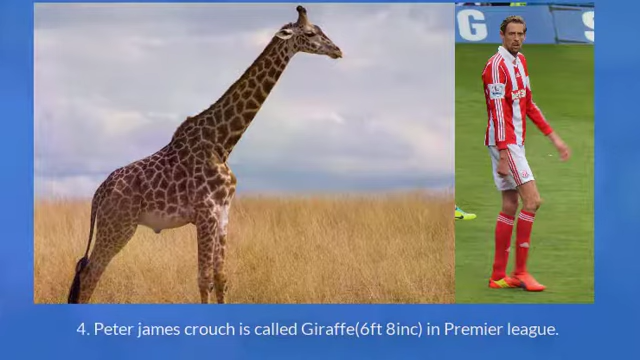 G S
4. Peter james crouch is called Giraffe(6ft 8inc) in Premier league.